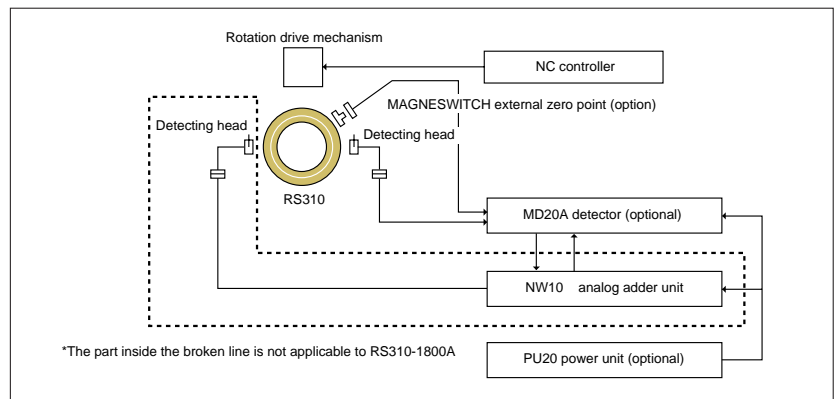 Rotation drive mechanism
NC controller
MAGNESWITCH external zero point (option)
Detecting head
Detecting head
RS310
MD20A detector (optional)
NW10 analog adder unit
*The part inside the broken line is not applicable to RS310-1800A
PU20 power unit (optional)